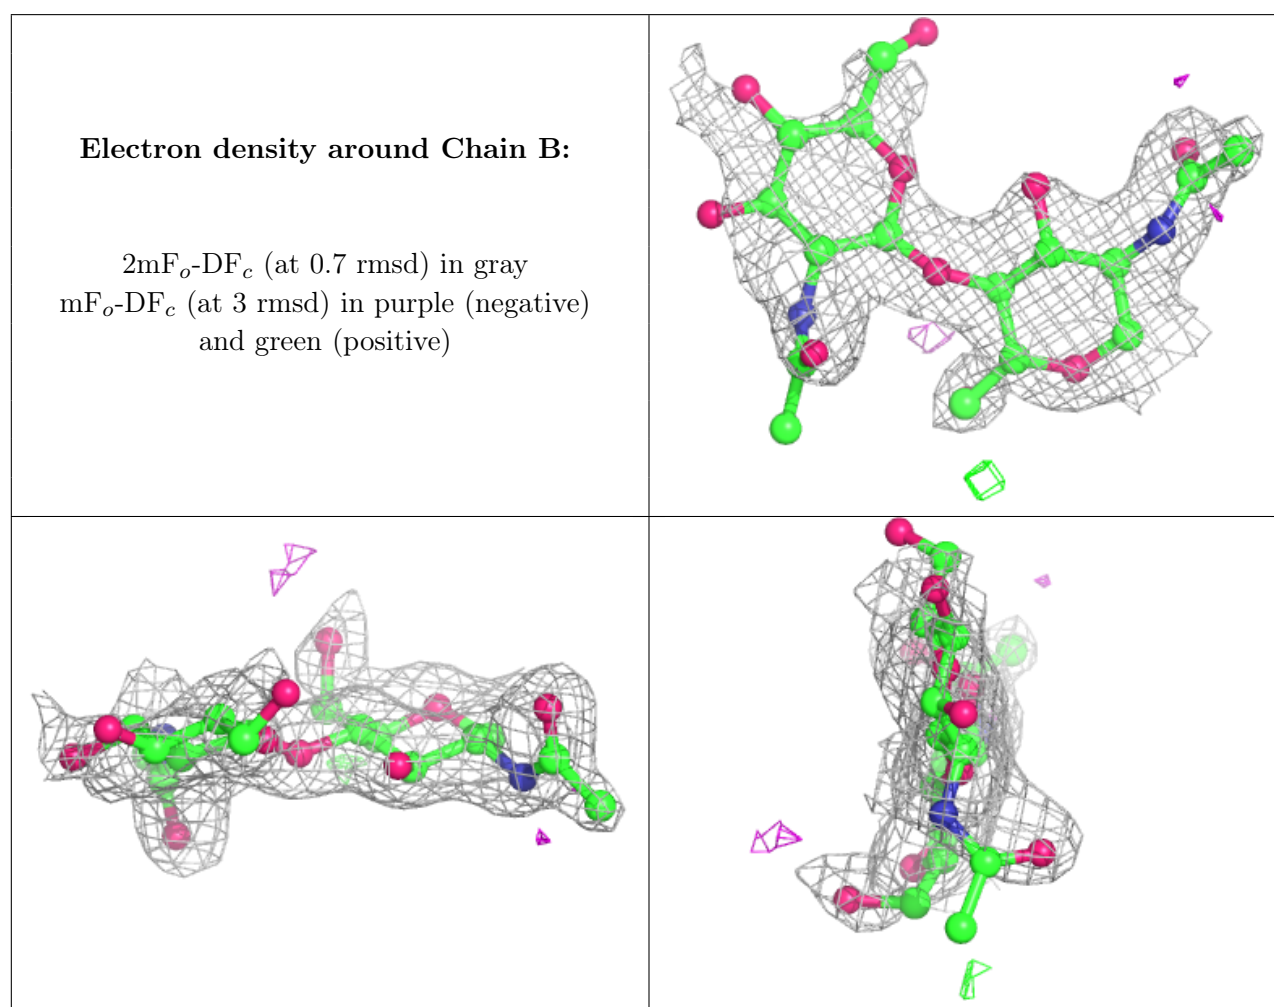 Electron density around Chain B:
2mFo-DFc (at 0.7 rmsd) in gray
mFo-DFc (at 3 rmsd) in purple (negative)
and green (positive)